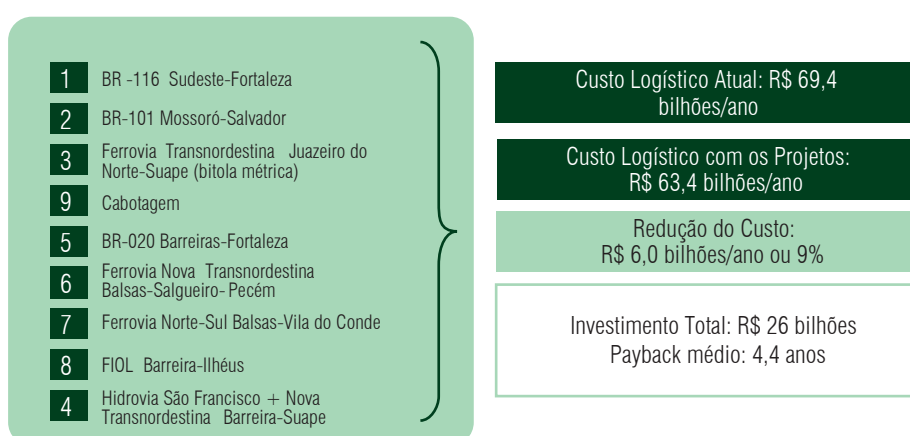 1 BR -116 Sudeste-Fortaleza
2 BR-101 Mossoró-Salvador
3 Ferrovia Transnordestina Juazeiro do
Norte-Suape (bitola métrica)
9 Cabotagem
5 BR-020 Barreiras-Fortaleza
6 Ferrovia Nova Transnordestina
Balsas-Salgueiro-Pecém
7 Ferrovia Norte-Sul Balsas-Vila do Conde
8 FIOL Barreira-Ilhéus
4 Hidrovia São Francisco + Nova
Transnordestina Barreira-Suape
Custo Logístico Atual: R$ 69,4
bilhões/ano
Custo Logístico com os Projetos:
R$ 63,4 bilhões/ano
Redução do Custo:
R$ 6,0 bilhões/ano ou 9%
Investimento Total: R$ 26 bilhões
Payback médio: 4,4 anos